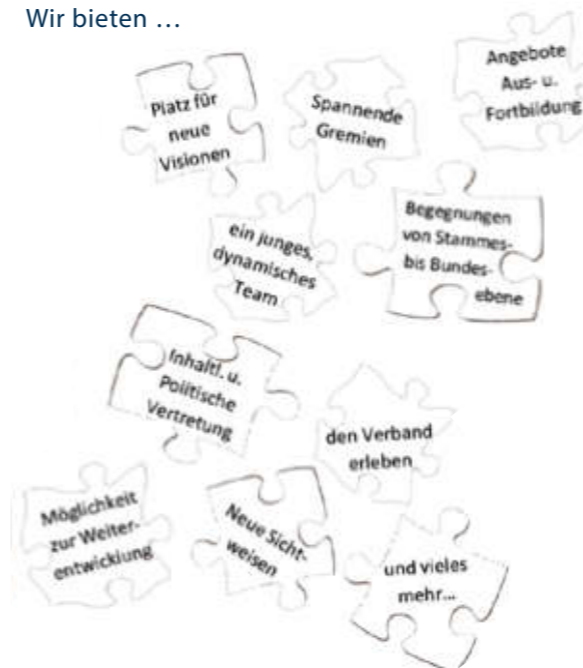 Wir bieten …
Platz für
neue
Visionen
Spannende
Gremien
Angebote
Aus- u.
Fortbildung
ein junges,
dynamisches
Team
Begegnungen
von Stammes-
bis Bundes-
ebene
Inhaltl. u.
Politische
Vertretung
den Verband
erleben
Möglichkeit
zur Weiter-
entwicklung
Neue Sicht-
weisen
und vieles
mehr...